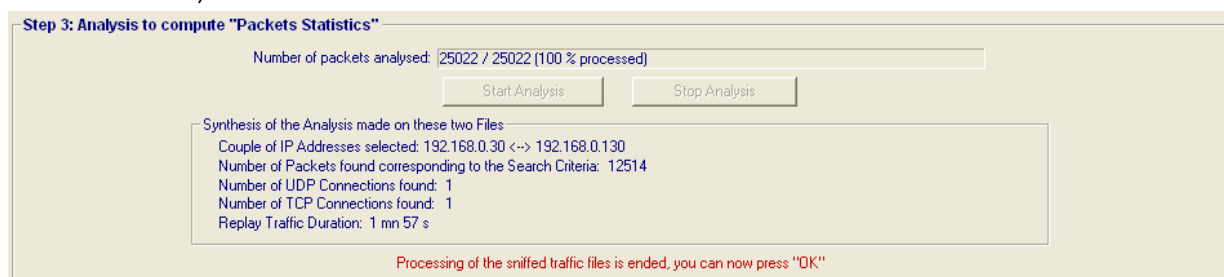 Step 3: Analysis to compute "Packets Statistics"
Number of packets analysed: 25022 / 25022 (100 % processed)
Start Analysis Stop Analysis
Synthesis of the Analysis made on these two Files
Couple of IP Addresses selected: 192.168.0.30 <--> 192.168.0.130
Number of Packets found corresponding to the Search Criteria: 12514
Number of UDP Connections found: 1
Number of TCP Connections found: 1
Replay Traffic Duration: 1 mn 57 s
Processing of the sniffed traffic files is ended, you can now press "OK"